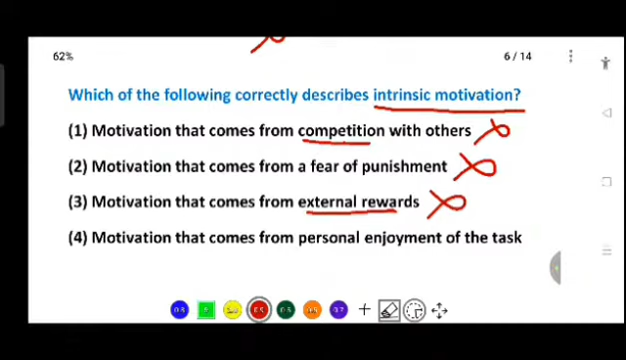 62%
6 / 14
Which of the following correctly describes intrinsic motivation?
(1) Motivation that comes from competition with others
(2) Motivation that comes from a fear of punishment
(3) Motivation that comes from external rewards
(4) Motivation that comes from personal enjoyment of the task